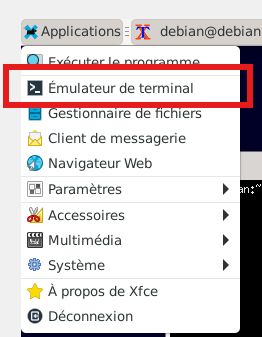 Applications
debian@debian
Exécuter le programme...
Émulateur de terminal
Gestionnaire de fichiers
Client de messagerie
Navigateur Web
an:~
Paramètres
Accessoires
Multimédia
Système
À propos de Xfce
Déconnexion